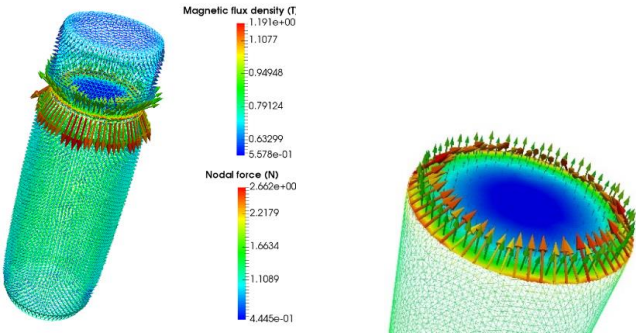 Magnetic flux density (T)
1.191e+00
1.1077
0.94948
0.79124
0.63299
5.578e-01
Nodal force (N)
2.662e+00
2.2179
1.6634
1.1089
4.445e-01